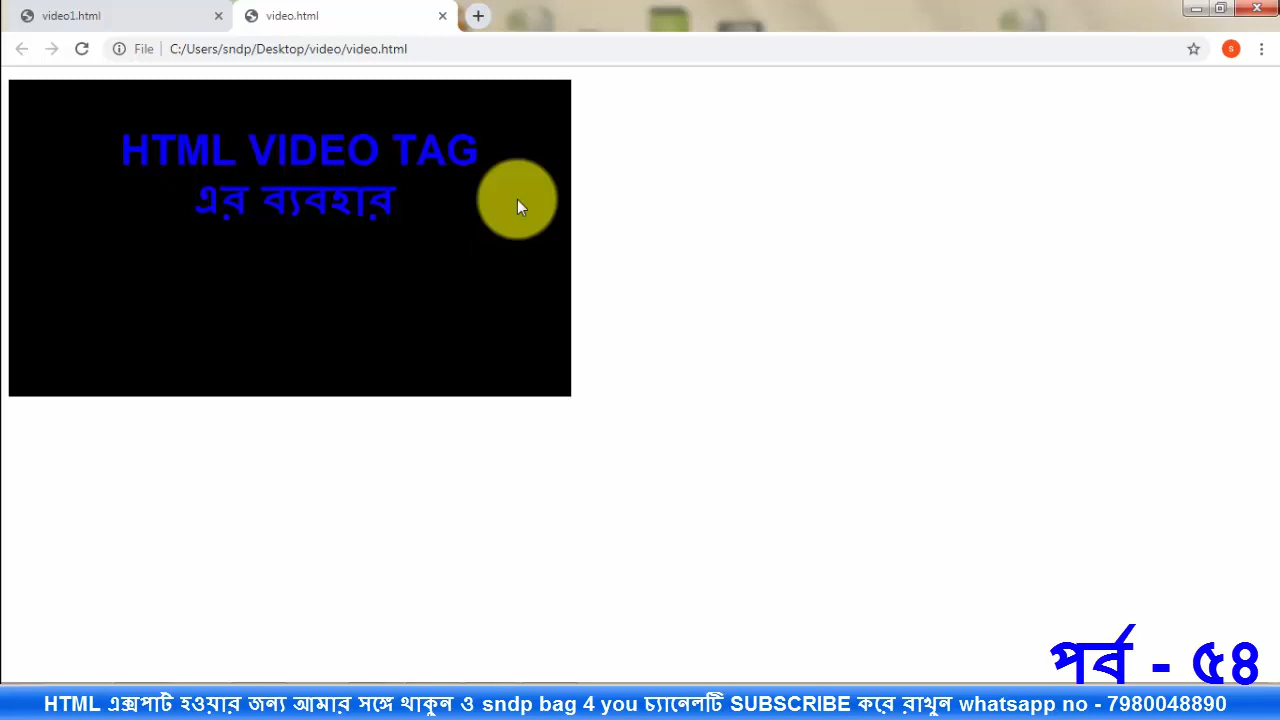 video1.html
video.html
File
C:/Users/sndp/Desktop/video/video.html
s
HTML VIDEO TAG
এর ব্যবহার
পর্ব - ৫৪
HTML এক্সপার্ট হওয়ার জন্য আমার সঙ্গে থাকুন ও sndp bag 4 you চ্যানেলটি SUBSCRIBE করে রাখুন whatsapp no - 7980048890